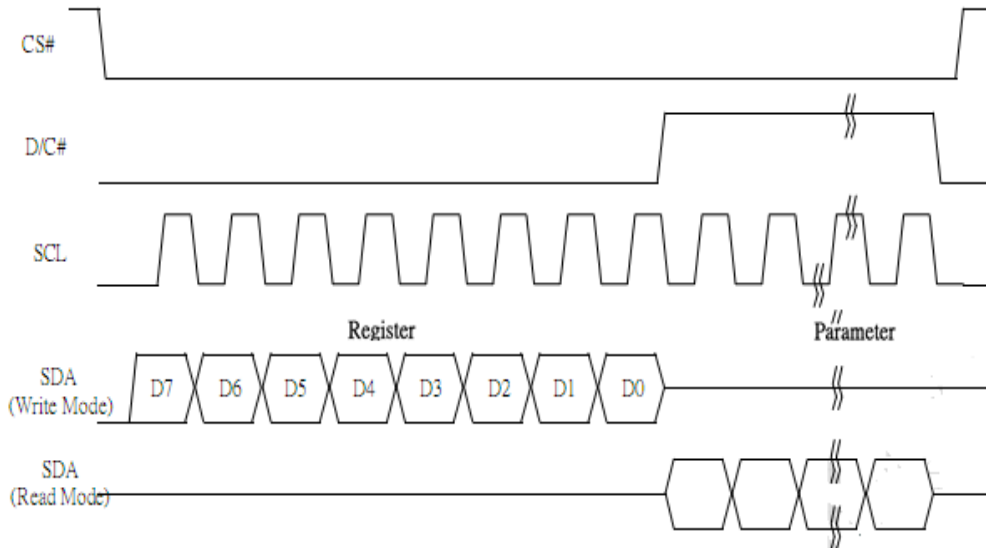 CS#
D/C#
SCL
Register
Parameter
SDA
(Write Mode)
D7 D6 D5 D4 D3 D2 D1 D0
SDA
(Read Mode)